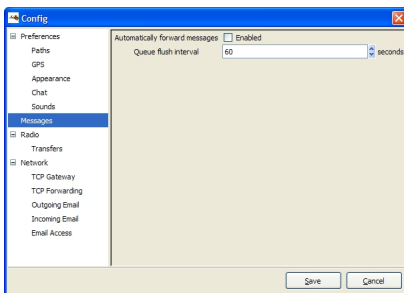 Config
Preferences
Paths
GPS
Appearance
Chat
Sounds
Messages
Radio
Transfers
Network
TCP Gateway
TCP Forwarding
Outgoing Email
Incoming Email
Email Access
Automatically forward messages Enabled
Queue flush interval 60 seconds
Save Cancel